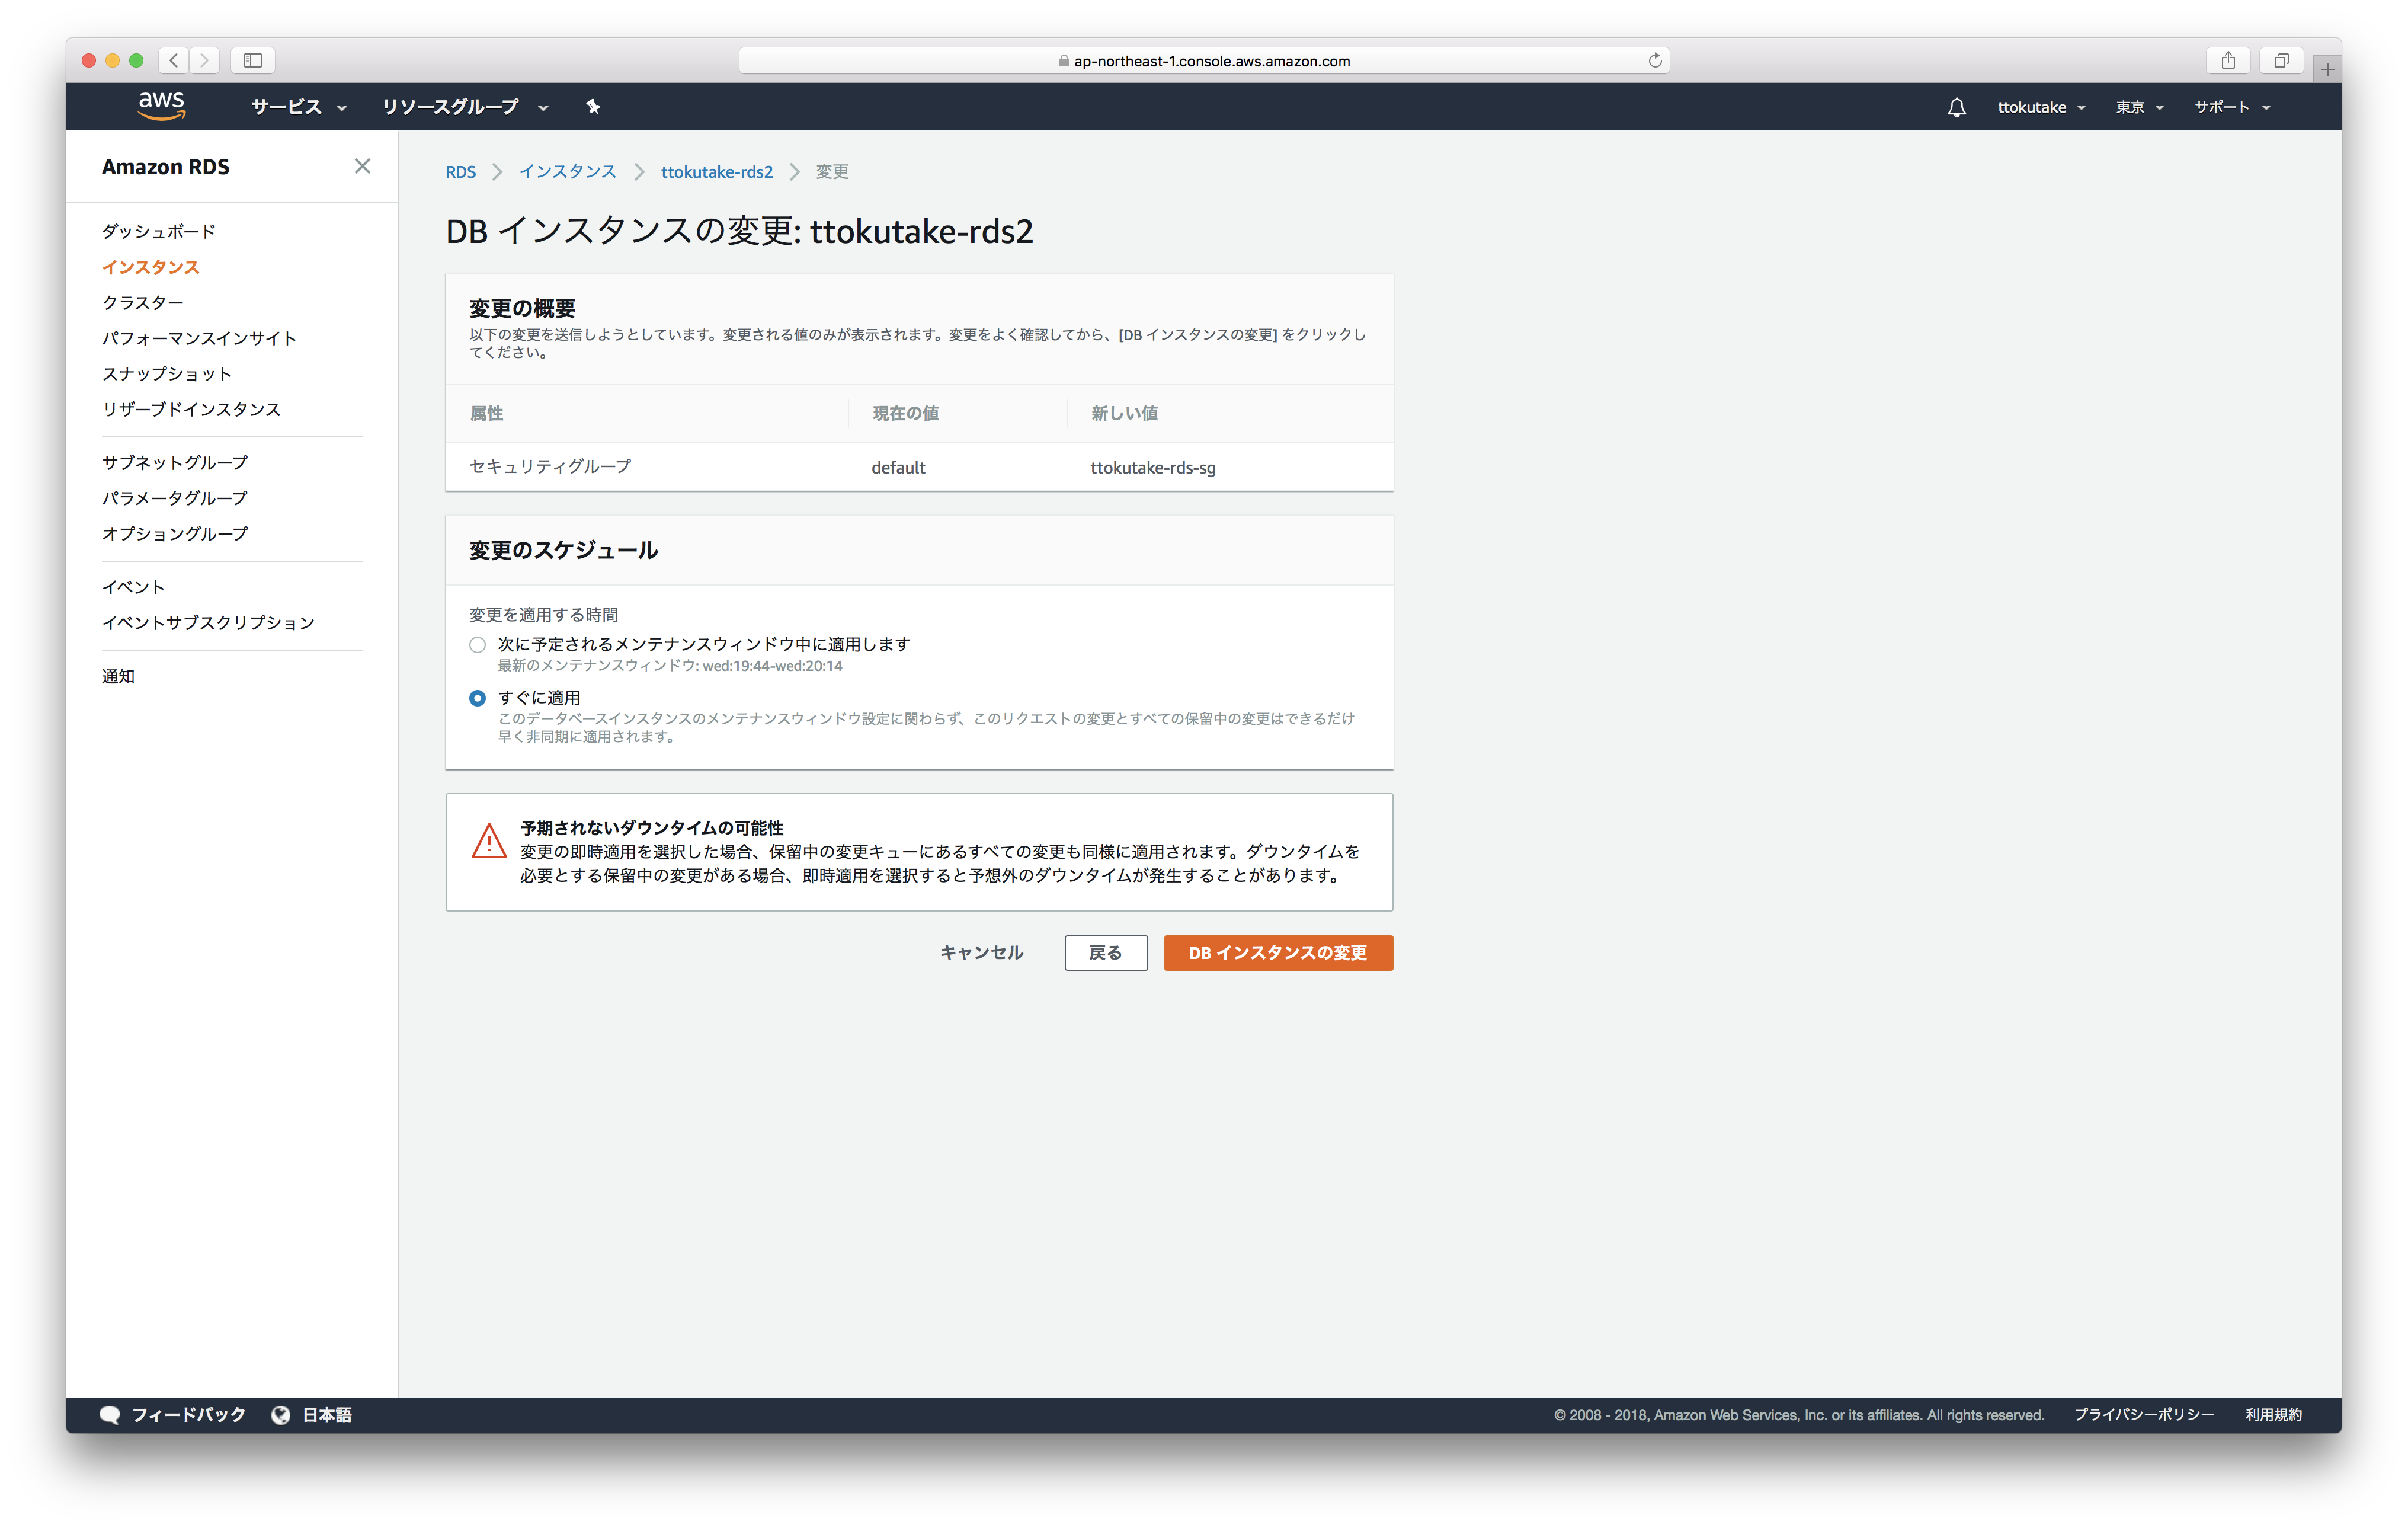 ap-northeast-1.console.aws.amazon.com
aws サービス リソースグループ ttokutake 東京 サポート
Amazon RDS
ダッシュボード
インスタンス
クラスター
パフォーマンスインサイト
スナップショット
リザーブドインスタンス
サブネットグループ
パラメータグループ
オプショングループ
イベント
イベントサブスクリプション
通知
RDS インスタンス ttokutake-rds2 変更
DB インスタンスの変更: ttokutake-rds2
変更の概要
以下の変更を送信しようとしています。変更される値のみが表示されます。変更をよく確認してから、[DB インスタンスの変更] をクリックし
てください。
属性 現在の値 新しい値
セキュリティグループ default ttokutake-rds-sg
変更のスケジュール
変更を適用する時間
次に予定されるメンテナンスウィンドウ中に適用します
最新のメンテナンスウィンドウ: wed:19:44-wed:20:14
すぐに適用
このデータベースインスタンスのメンテナンスウィンドウ設定に関わらず、このリクエストの変更とすべての保留中の変更はできるだけ
早く非同期に適用されます。
予期されないダウンタイムの可能性
変更の即時適用を選択した場合、保留中の変更キューにあるすべての変更も同様に適用されます。ダウンタイムを
必要とする保留中の変更がある場合、即時適用を選択すると予想外のダウンタイムが発生することがあります。
キャンセル 戻る DB インスタンスの変更
フィードバック 日本語 © 2008 - 2018, Amazon Web Services, Inc. or its affiliates. All rights reserved. プライバシーポリシー 利用規約